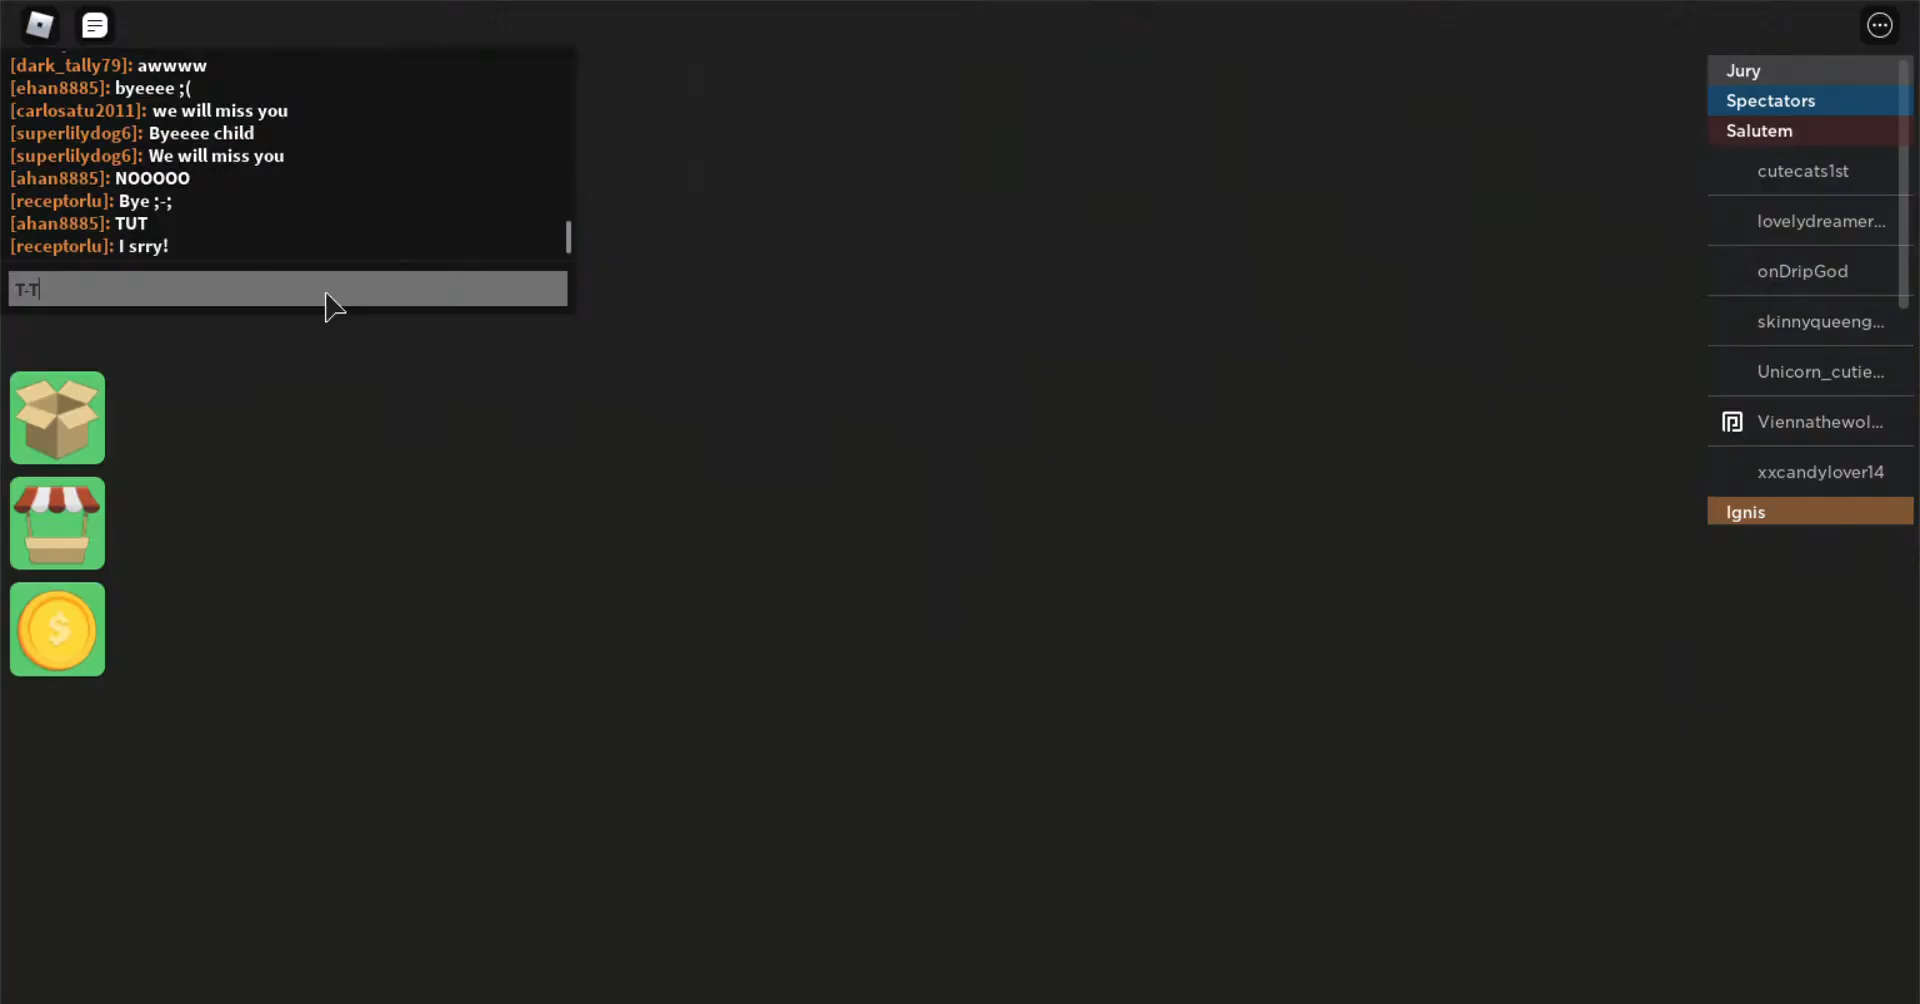 [dark_tally79]: awwww
[ehan8885]: byeeee ;(
[carlosatu2011]: we will miss you
[superlilydog6]: Byeeee child
[superlilydog6]: We will miss you
[ahan8885]: NOOOOO
[receptorlu]: Bye ;-;
[ahan8885]: TUT
[receptorlu]: I srry!
T-T
Jury
Spectators
Salutem
cutecats1st
lovelydreamer...
onDripGod
skinnyqueeng...
Unicorn_cutie...
Viennathewol...
xxcandylover14
Ignis